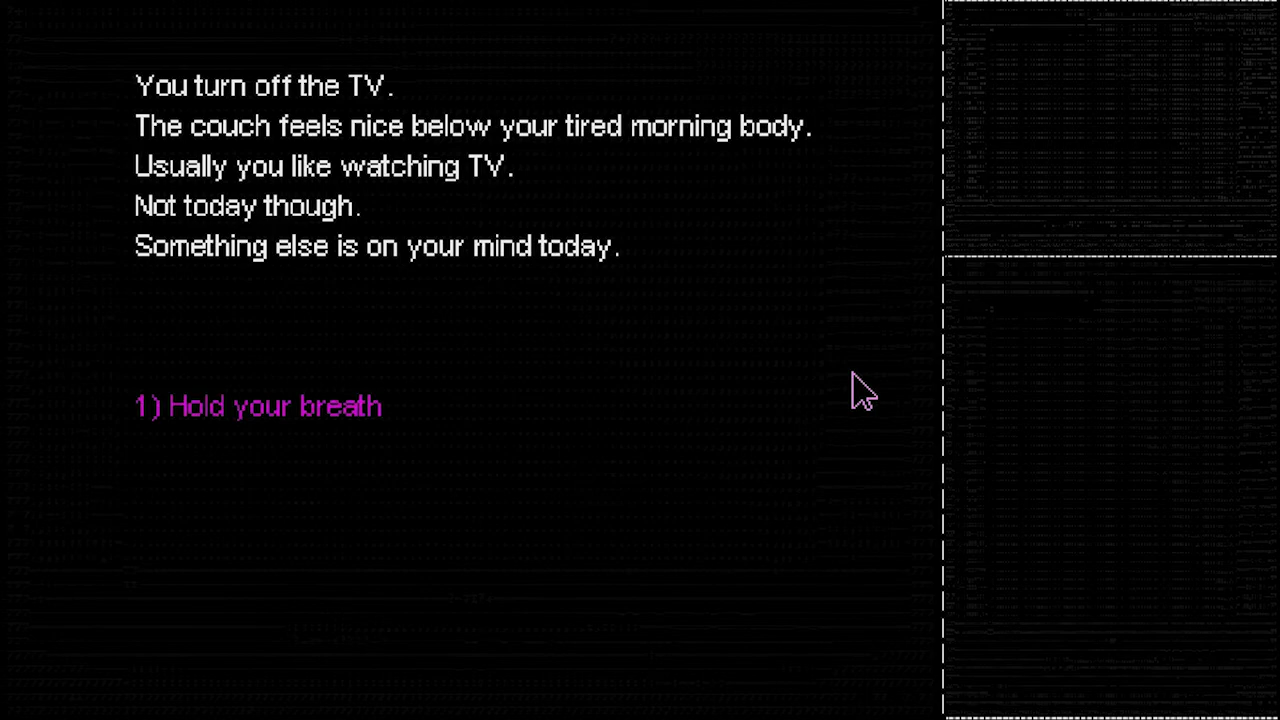 You turn off the TV.
The couch feels nice below your tired morning body.
Usually you like watching TV.
Not today though.
Something else is on your mind today.
1) Hold your breath